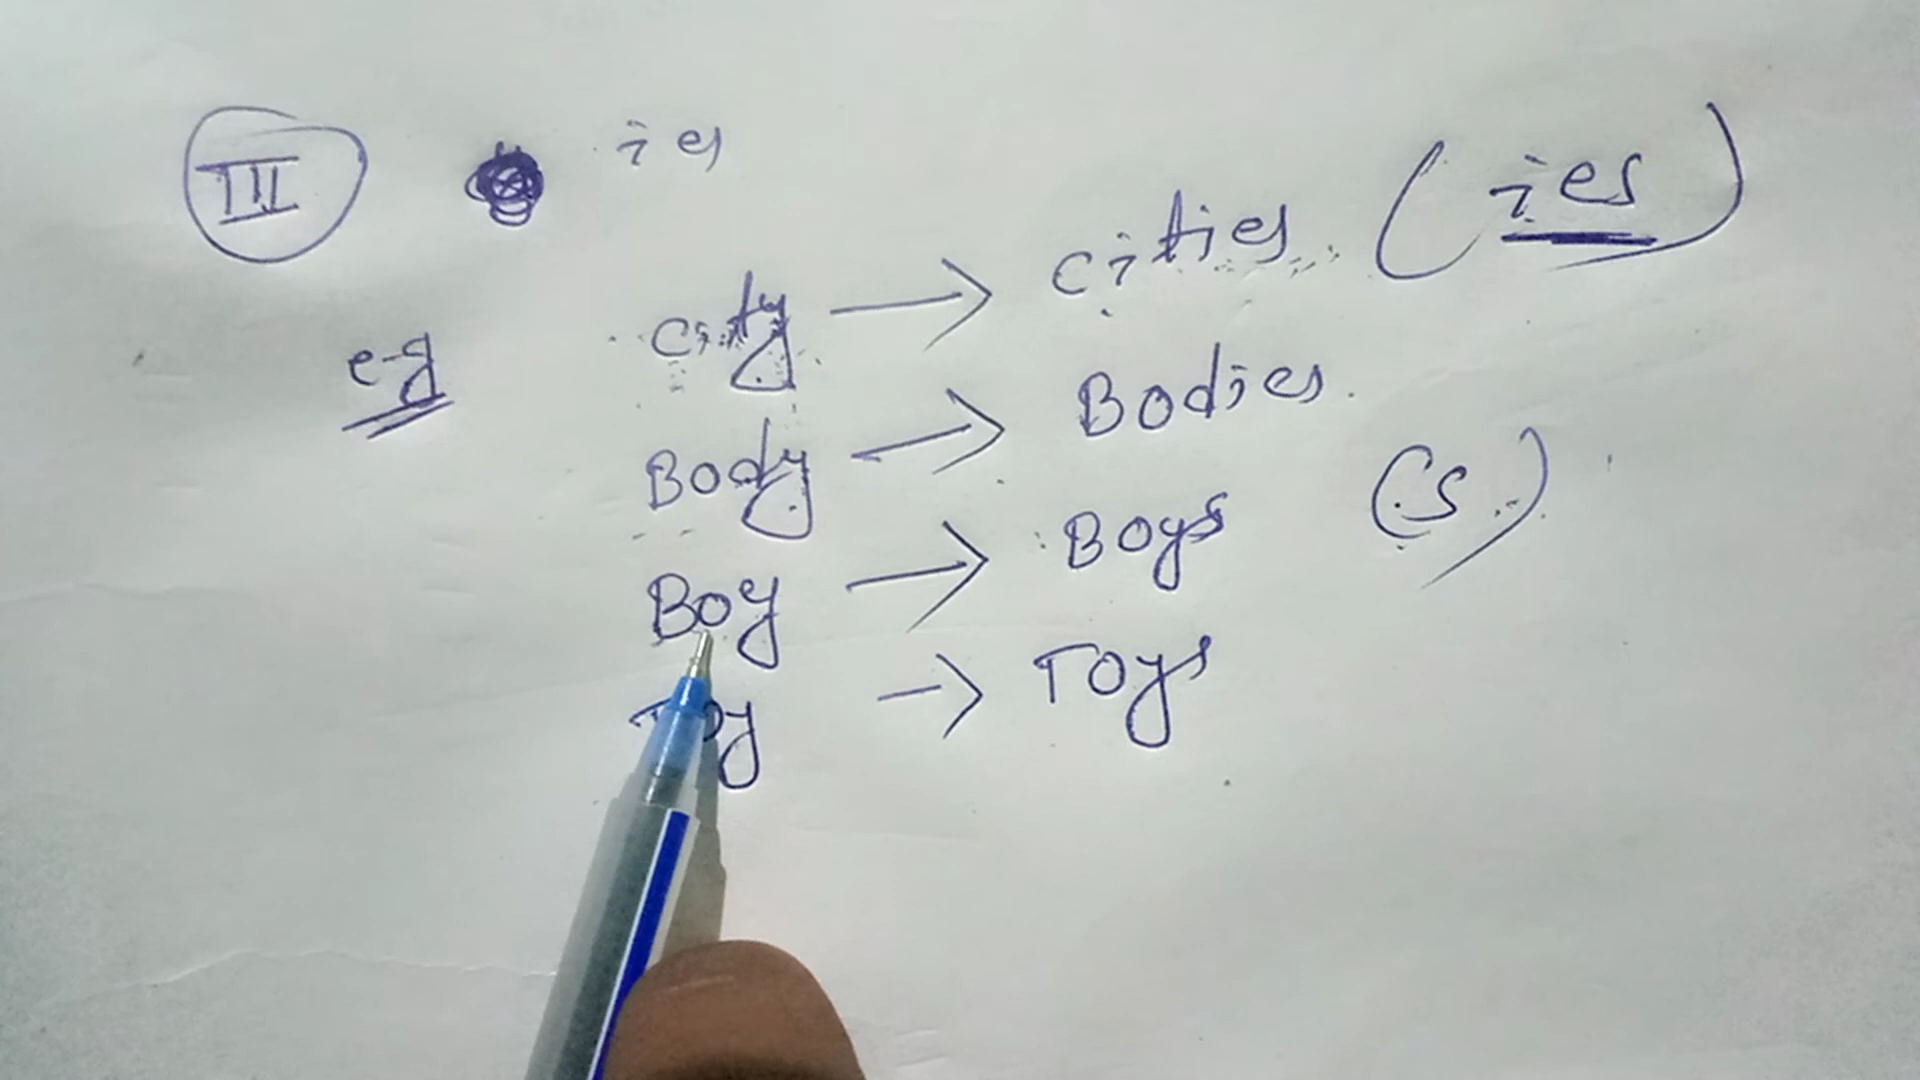 III ies
City → Cities. (ies)
e-g
Body → Bodies.
Boy → Boys (s)
Toy → Toys